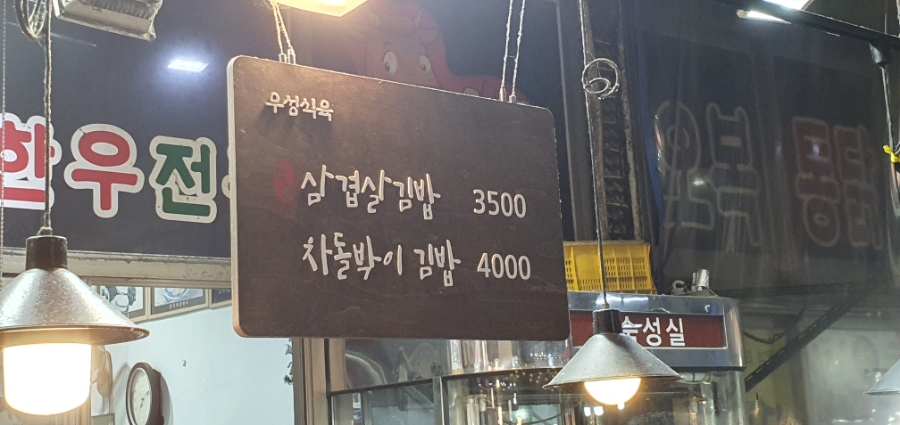 우성식육
삼겹살김밥 3500
차돌박이 김밥 4000
한우전
숙성실